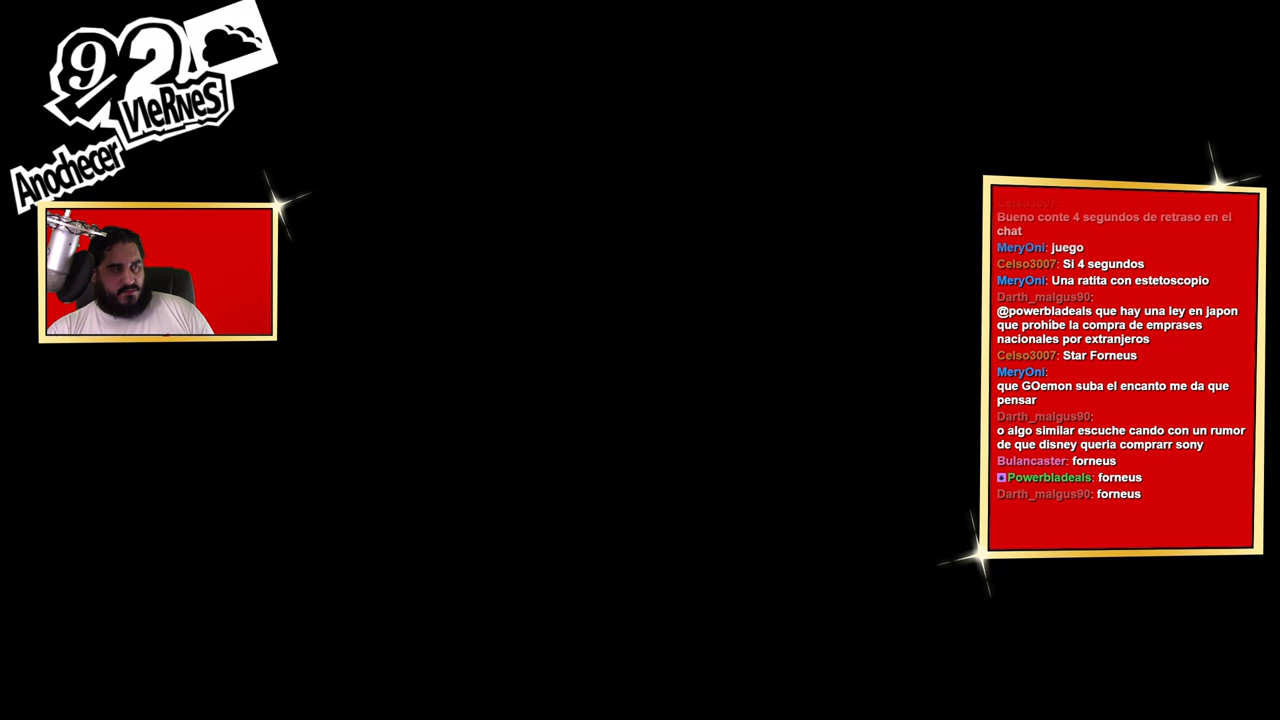 9/24
VIeRNeS
Anochecer
Celso3007:
Bueno conte 4 segundos de retraso en el
chat
MeryOni: juego
Celso3007: Si 4 segundos
MeryOni: Una ratita con estetoscopio
Darth_malgus90:
@powerbladeals que hay una ley en japon
que prohíbe la compra de emprases
nacionales por extranjeros
Celso3007: Star Forneus
MeryOni:
que GOemon suba el encanto me da que
pensar
Darth_malgus90:
o algo similar escuche cando con un rumor
de que disney queria comprarr sony
Bulancaster: forneus
Powerbladeals: forneus
Darth_malgus90: forneus